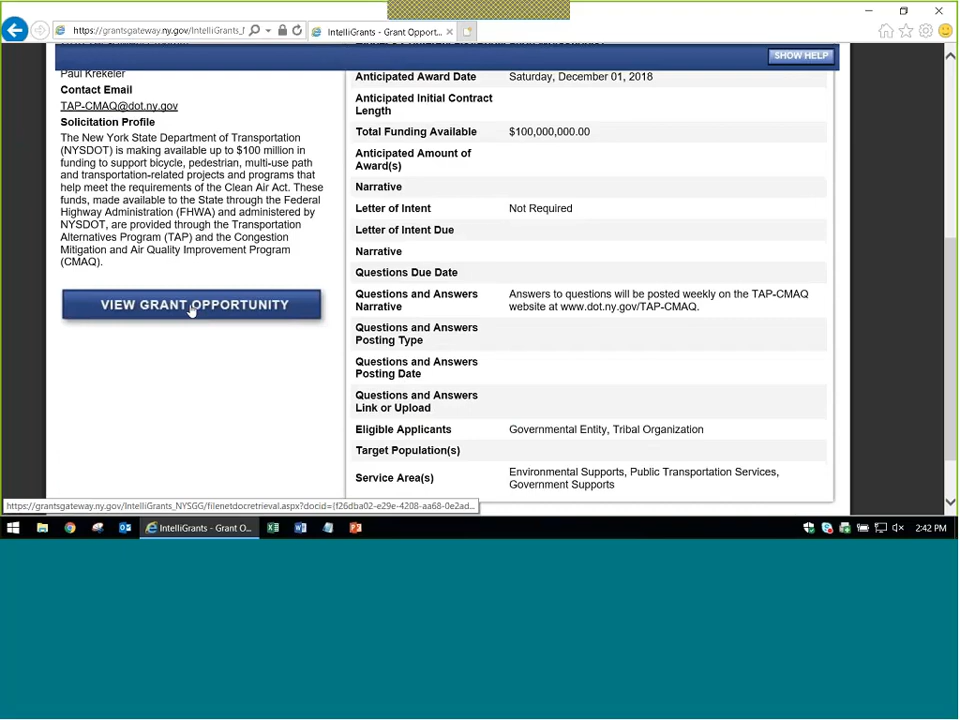 https://grantsgateway.ny.gov/IntelliGrants_
IntelliGrants - Grant Opport...
SHOW HELP
Paul Krekeler
Contact Email
TAP-CMAQ@dot.ny.gov
Solicitation Profile
The New York State Department of Transportation
(NYSDOT) is making available up to $100 million in
funding to support bicycle, pedestrian, multi-use path
and transportation-related projects and programs that
help meet the requirements of the Clean Air Act. These
funds, made available to the State through the Federal
Highway Administration (FHWA) and administered by
NYSDOT, are provided through the Transportation
Alternatives Program (TAP) and the Congestion
Mitigation and Air Quality Improvement Program
(CMAQ).
VIEW GRANT OPPORTUNITY
Anticipated Award Date Saturday, December 01, 2018
Anticipated Initial Contract
Length
Total Funding Available $100,000,000.00
Anticipated Amount of
Award(s)
Narrative
Letter of Intent Not Required
Letter of Intent Due
Narrative
Questions Due Date
Questions and Answers Answers to questions will be posted weekly on the TAP-CMAQ
Narrative website at www.dot.ny.gov/TAP-CMAQ.
Questions and Answers
Posting Type
Questions and Answers
Posting Date
Questions and Answers
Link or Upload
Eligible Applicants Governmental Entity, Tribal Organization
Target Population(s)
Service Area(s) Environmental Supports, Public Transportation Services,
Government Supports
https://grantsgateway.ny.gov/IntelliGrants_NYSGG/filenetdocretrieval.aspx?docid={f26dba02-e29e-4208-aa68-0e2ad...
IntelliGrants - Grant O...
2:42 PM